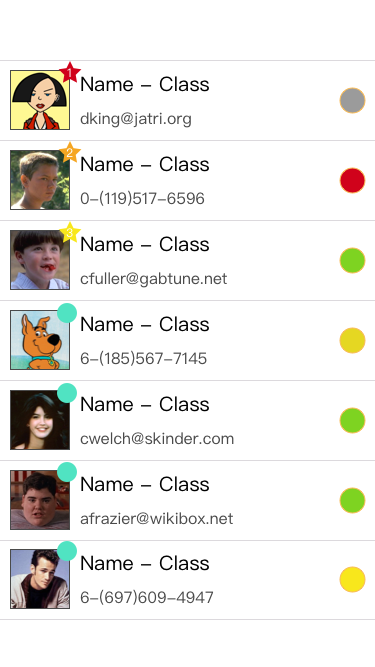 1
Name - Class
dking@jatri.org
2
Name - Class
0-(119)517-6596
3
Name - Class
cfuller@gabtune.net
Name - Class
6-(185)567-7145
Name - Class
cwelch@skinder.com
Name - Class
afrazier@wikibox.net
Name - Class
6-(697)609-4947